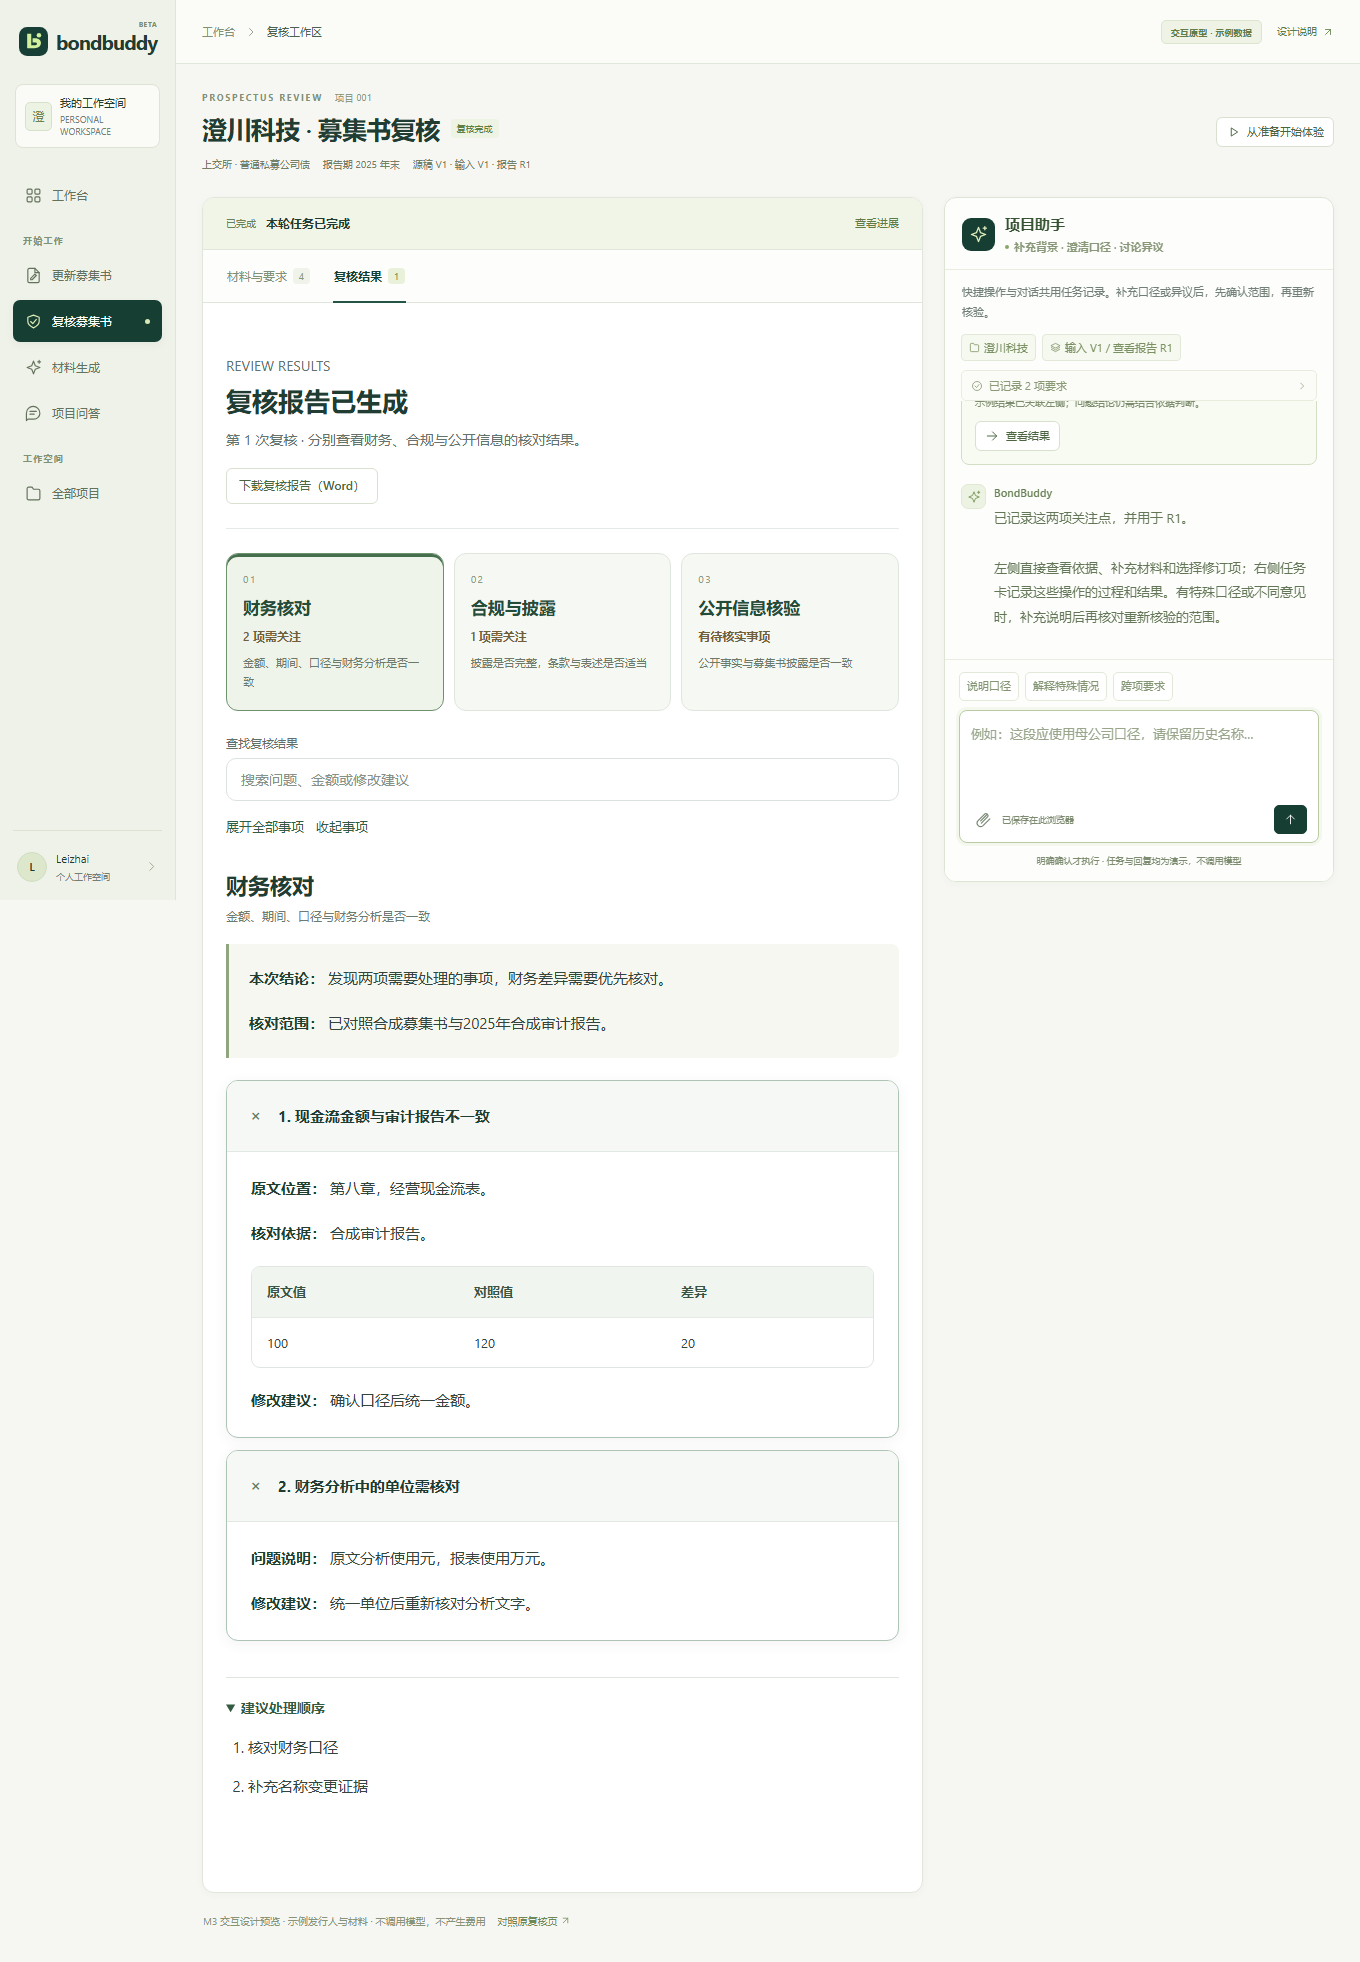 BETA
bondbuddy
澄
我的工作空间
PERSONAL
WORKSPACE
工作台
开始工作
更新募集书
复核募集书
材料生成
项目问答
工作空间
全部项目
L
Leizhai
个人工作空间
工作台 > 复核工作区
交互原型 · 示例数据
设计说明
PROSPECTUS REVIEW 项目 001
澄川科技 · 募集书复核 复核完成
上交所 · 普通私募公司债 报告期 2025 年末 源稿 V1 · 输入 V1 · 报告 R1
从准备开始体验
已完成 本轮任务已完成 查看进展
材料与要求 4 复核结果 1
REVIEW RESULTS
复核报告已生成
第 1 次复核 · 分别查看财务、合规与公开信息的核对结果。
下载复核报告（Word）
01
财务核对
2 项需关注
金额、期间、口径与财务分析是否一
致
02
合规与披露
1 项需关注
披露是否完整，条款与表述是否适当
03
公开信息核验
有待核实事项
公开事实与募集书披露是否一致
查找复核结果
搜索问题、金额或修改建议
展开全部事项 收起事项
财务核对
金额、期间、口径与财务分析是否一致
本次结论： 发现两项需要处理的事项，财务差异需要优先核对。
核对范围： 已对照合成募集书与2025年合成审计报告。
× 1. 现金流金额与审计报告不一致
原文位置： 第八章，经营现金流表。
核对依据： 合成审计报告。
原文值 对照值 差异
100 120 20
修改建议： 确认口径后统一金额。
× 2. 财务分析中的单位需核对
问题说明： 原文分析使用元，报表使用万元。
修改建议： 统一单位后重新核对分析文字。
▼ 建议处理顺序
1. 核对财务口径
2. 补充名称变更证据
M3 交互设计预览 · 示例发行人与材料 · 不调用模型，不产生费用 对照原复核页
项目助手
补充背景 · 澄清口径 · 讨论异议
快捷操作与对话共用任务记录。补充口径或异议后，先确认范围，再重新
核验。
澄川科技
输入 V1 / 查看报告 R1
已记录 2 项要求
示例结果已关联左侧；问题结论仍需结合依据判断。
查看结果
BondBuddy
已记录这两项关注点，并用于 R1。
左侧直接查看依据、补充材料和选择修订项；右侧任务
卡记录这些操作的过程和结果。有特殊口径或不同意见
时，补充说明后再核对重新核验的范围。
说明口径 解释特殊情况 跨项要求
例如：这段应使用母公司口径，请保留历史名称...
已保存在此浏览器
明确确认才执行 · 任务与回复均为演示，不调用模型